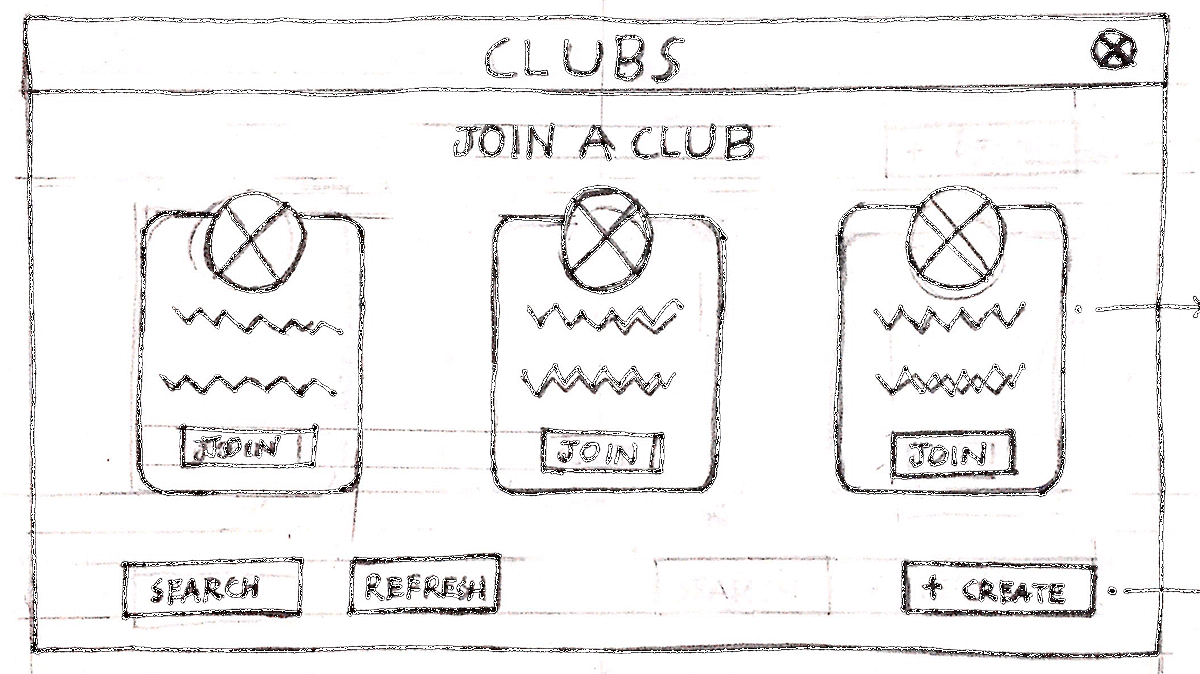 CLUBS
JOIN A CLUB
JOIN
JOIN
JOIN
SEARCH
REFRESH
+ CREATE